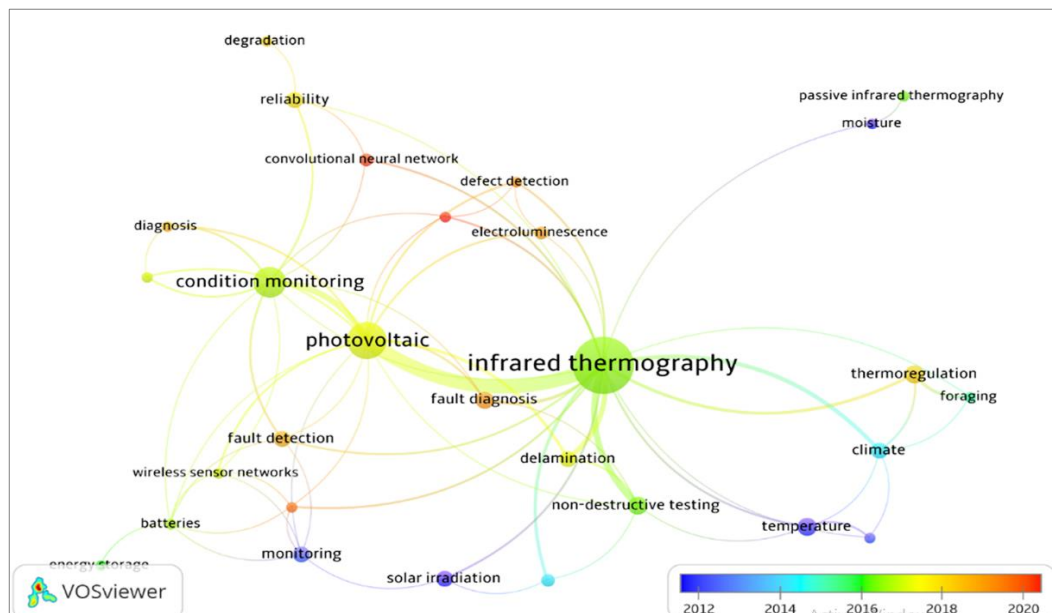 degradation
reliability
passive infrared thermography
moisture
convolutional neural network
defect detection
diagnosis
electroluminescence
condition monitoring
photovoltaic
infrared thermography
thermoregulation
fault diagnosis
foraging
fault detection
climate
delamination
wireless sensor networks
non-destructive testing
batteries
temperature
monitoring
energy storage
solar irradiation
VOSviewer
2012 2014 2016 2018 2020